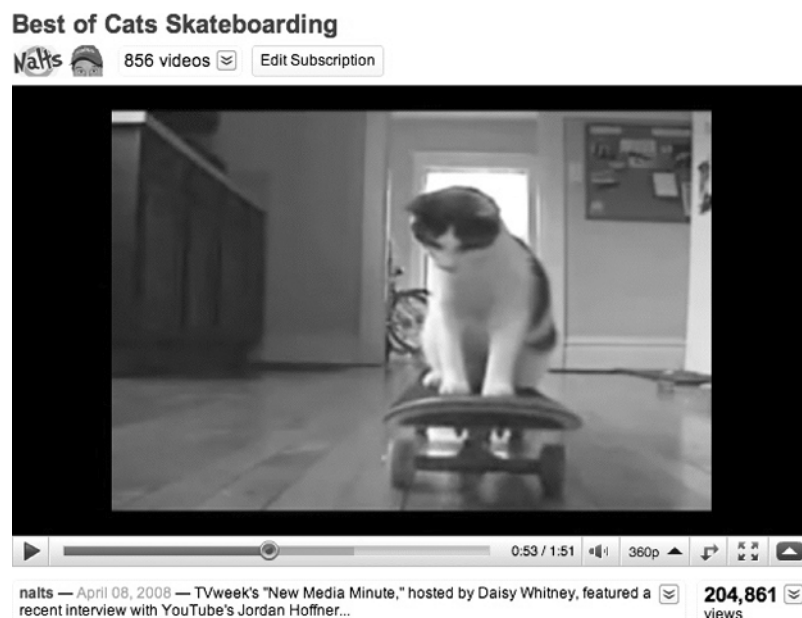 Best of Cats Skateboarding
Nalts 856 videos Edit Subscription
0:53 / 1:51 360p
nalts — April 08, 2008 — TVweek's "New Media Minute," hosted by Daisy Whitney, featured a
recent interview with YouTube's Jordan Hoffner...
204,861
views